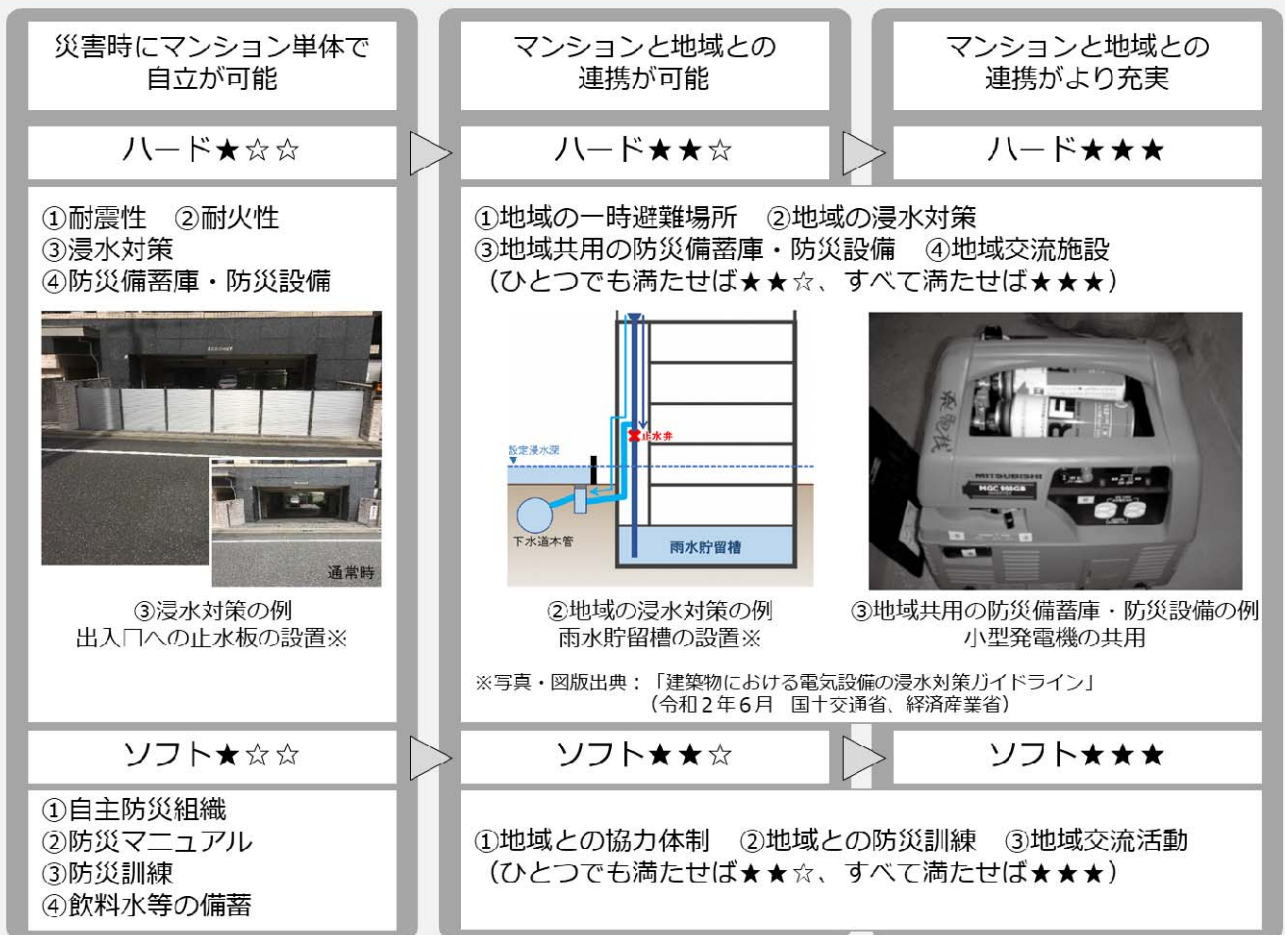 災害時にマンション単体で
自立が可能
マンションと地域との
連携が可能
マンションと地域との
連携がより充実
ハード★☆☆
ハード★★☆
ハード★★★
①耐震性 ②耐火性
③浸水対策
④防災備蓄庫・防災設備
①地域の一時避難場所 ②地域の浸水対策
③地域共用の防災備蓄庫・防災設備 ④地域交流施設
(ひとつでも満たせば★★☆、すべて満たせば★★★)
通常時
止水弁
設定浸水深
下水道本管
雨水貯留槽
発電機
MITSUBISHI
③浸水対策の例
出入口への止水板の設置※
②地域の浸水対策の例
雨水貯留槽の設置※
③地域共用の防災備蓄庫・防災設備の例
小型発電機の共用
※写真・図版出典:「建築物における電気設備の浸水対策ガイドライン」
(令和2年6月 国土交通省、経済産業省)
ソフト★☆☆
ソフト★★☆
ソフト★★★
①自主防災組織
②防災マニュアル
③防災訓練
④飲料水等の備蓄
①地域との協力体制 ②地域との防災訓練 ③地域交流活動
(ひとつでも満たせば★★☆、すべて満たせば★★★)